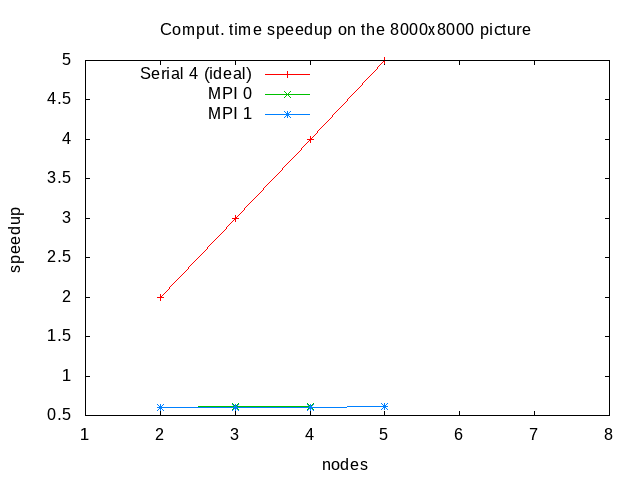 Comput. time speedup on the 8000x8000 picture
5
4.5
4
3.5
3
2.5
2
1.5
1
0.5
speedup
Serial 4 (ideal)
MPI 0
MPI 1
1 2 3 4 5 6 7 8
nodes